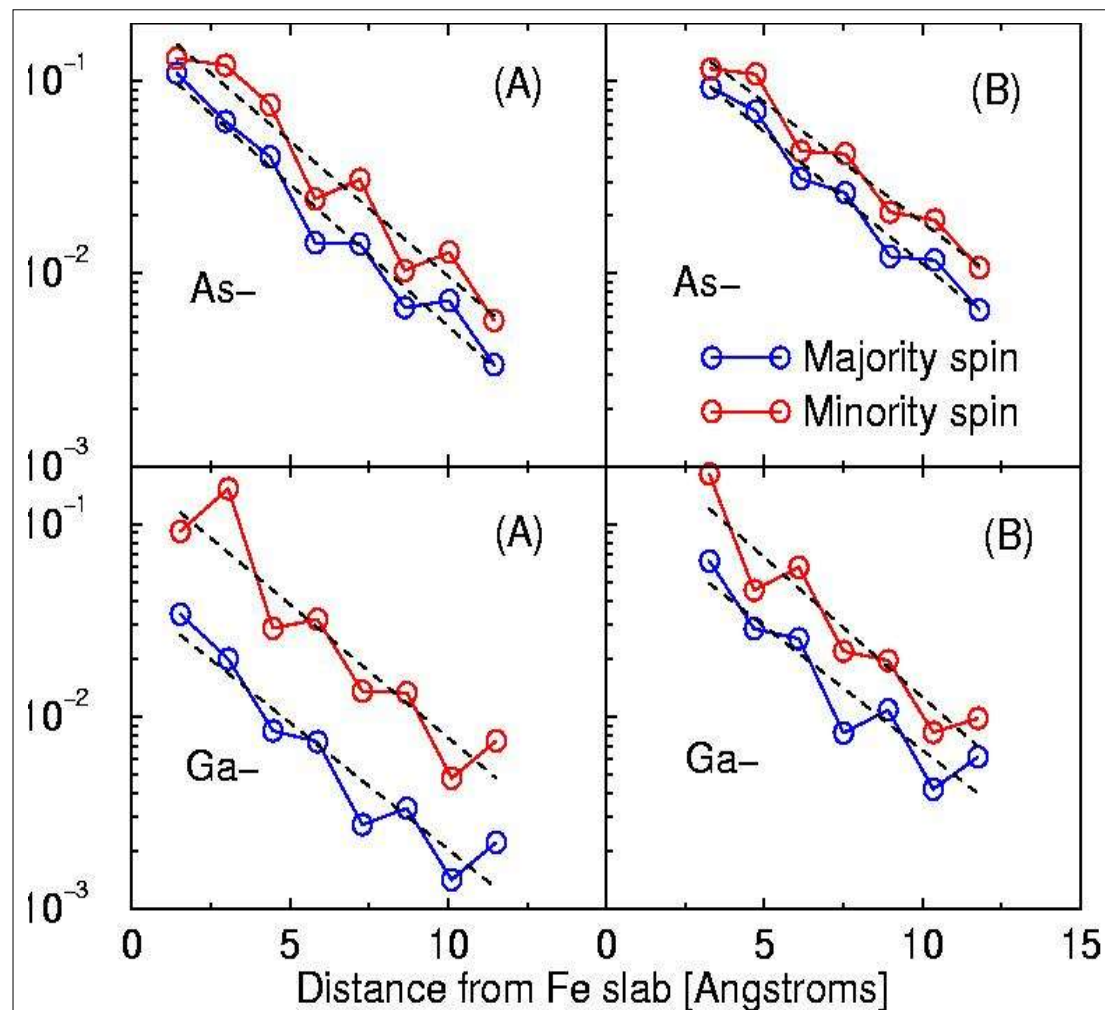 10⁻¹
10⁻²
10⁻³
(A)
As–
(B)
As–
Majority spin
Minority spin
10⁻¹
10⁻²
10⁻³
(A)
Ga–
(B)
Ga–
0 5 10 0 5 10 15
Distance from Fe slab [Angstroms]